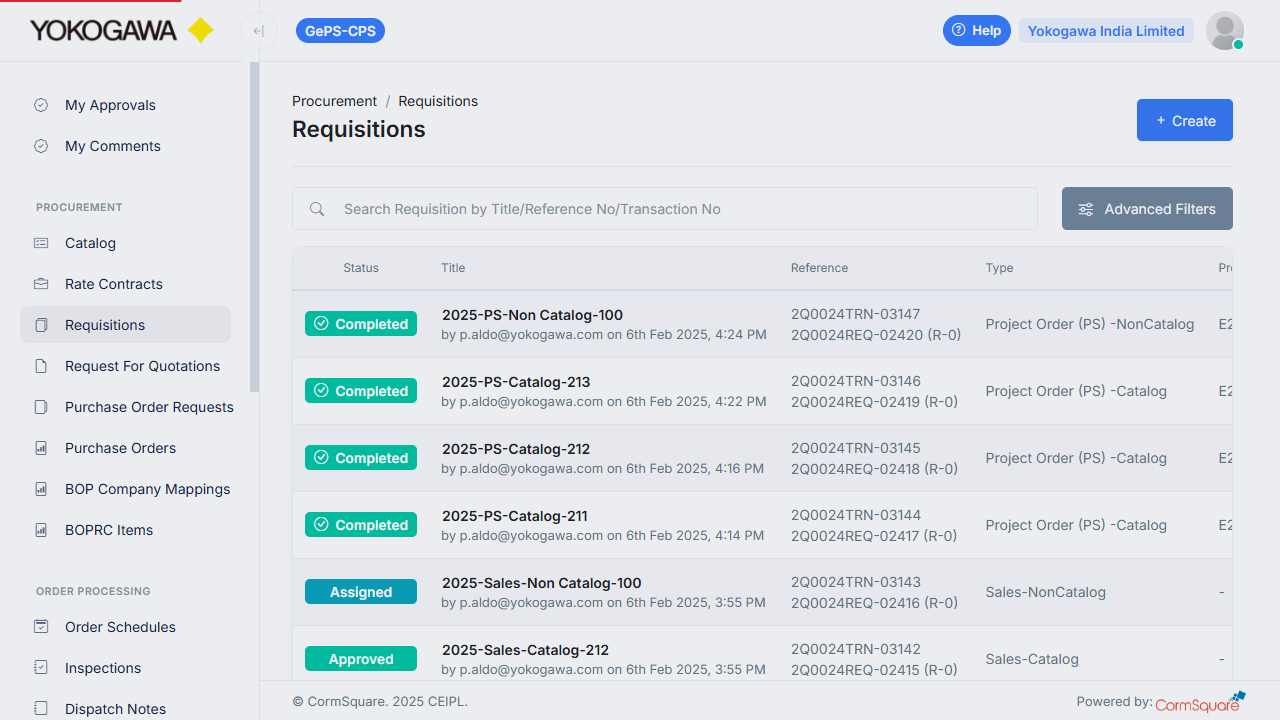 YOKOGAWA
GePS-CPS
Help
Yokogawa India Limited
My Approvals
My Comments
PROCUREMENT
Catalog
Rate Contracts
Requisitions
Request For Quotations
Purchase Order Requests
Purchase Orders
BOP Company Mappings
BOPRC Items
ORDER PROCESSING
Order Schedules
Inspections
Dispatch Notes
Procurement / Requisitions
Requisitions
+ Create
Search Requisition by Title/Reference No/Transaction No
Advanced Filters
Status Title Reference Type
Completed
2025-PS-Non Catalog-100
by p.aldo@yokogawa.com on 6th Feb 2025, 4:24 PM
2Q0024TRN-03147
2Q0024REQ-02420 (R-0)
Project Order (PS) -NonCatalog
E2
Completed
2025-PS-Catalog-213
by p.aldo@yokogawa.com on 6th Feb 2025, 4:22 PM
2Q0024TRN-03146
2Q0024REQ-02419 (R-0)
Project Order (PS) -Catalog
E2
Completed
2025-PS-Catalog-212
by p.aldo@yokogawa.com on 6th Feb 2025, 4:16 PM
2Q0024TRN-03145
2Q0024REQ-02418 (R-0)
Project Order (PS) -Catalog
E2
Completed
2025-PS-Catalog-211
by p.aldo@yokogawa.com on 6th Feb 2025, 4:14 PM
2Q0024TRN-03144
2Q0024REQ-02417 (R-0)
Project Order (PS) -Catalog
E2
Assigned
2025-Sales-Non Catalog-100
by p.aldo@yokogawa.com on 6th Feb 2025, 3:55 PM
2Q0024TRN-03143
2Q0024REQ-02416 (R-0)
Sales-NonCatalog
-
Approved
2025-Sales-Catalog-212
by p.aldo@yokogawa.com on 6th Feb 2025, 3:55 PM
2Q0024TRN-03142
2Q0024REQ-02415 (R-0)
Sales-Catalog
-
© CormSquare. 2025 CEIPL.
Powered by: CormSquare